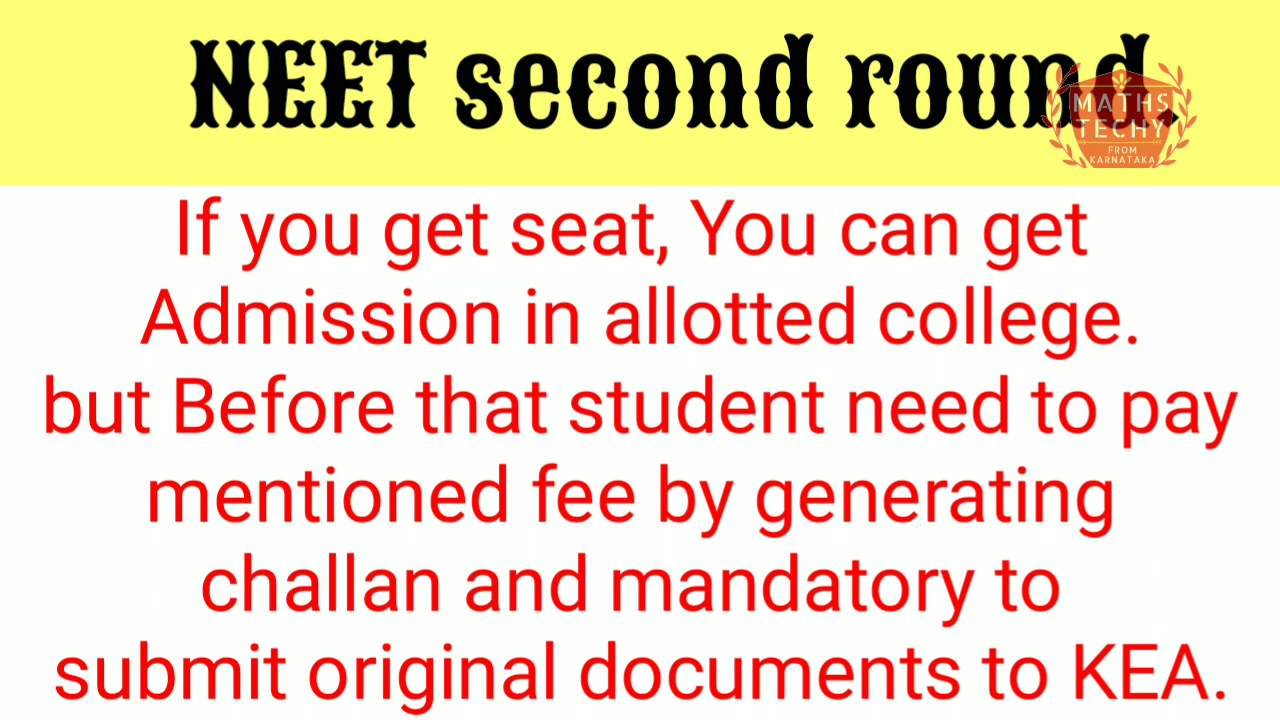 NEET second round.
MATHS
TECHY
FROM
KARNATAKA
If you get seat, You can get
Admission in allotted college.
but Before that student need to pay
mentioned fee by generating
challan and mandatory to
submit original documents to KEA.